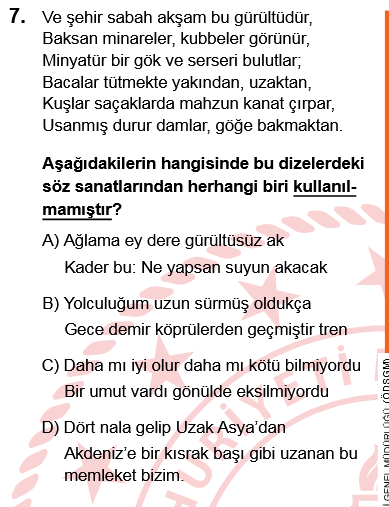 7. Ve şehir sabah akşam bu gürültüdür,
Baksan minareler, kubbeler görünür,
Minyatür bir gök ve serseri bulutlar;
Bacalar tütmekte yakından, uzaktan,
Kuşlar saçaklarda mahzun kanat çırpar,
Usanmış durur damlar, göğe bakmaktan.
Aşağıdakilerin hangisinde bu dizelerdeki
söz sanatlarından herhangi biri kullanıl-
mamıştır?
A) Ağlama ey dere gürültüsüz ak
Kader bu: Ne yapsan suyun akacak
B) Yolculuğum uzun sürmüş oldukça
Gece demir köprülerden geçmiştir tren
C) Daha mı iyi olur daha mı kötü bilmiyordu
Bir umut vardı gönülde eksilmiyordu
D) Dört nala gelip Uzak Asya’dan
Akdeniz’e bir kısrak başı gibi uzanan bu
memleket bizim.
HURİYETİ
GENEL MÜDÜRLÜĞÜ (ÖDSGM)